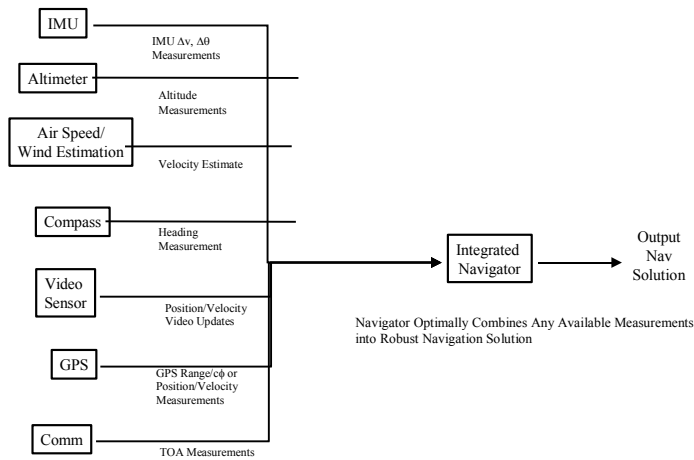 IMU
IMU Δv, Δθ
Measurements
Altimeter
Altitude
Measurements
Air Speed/
Wind Estimation
Velocity Estimate
Compass
Heading
Measurement
Integrated
Navigator
Output
Nav
Solution
Video
Sensor
Position/Velocity
Video Updates
Navigator Optimally Combines Any Available Measurements
into Robust Navigation Solution
GPS
GPS Range/cϕ or
Position/Velocity
Measurements
Comm
TOA Measurements